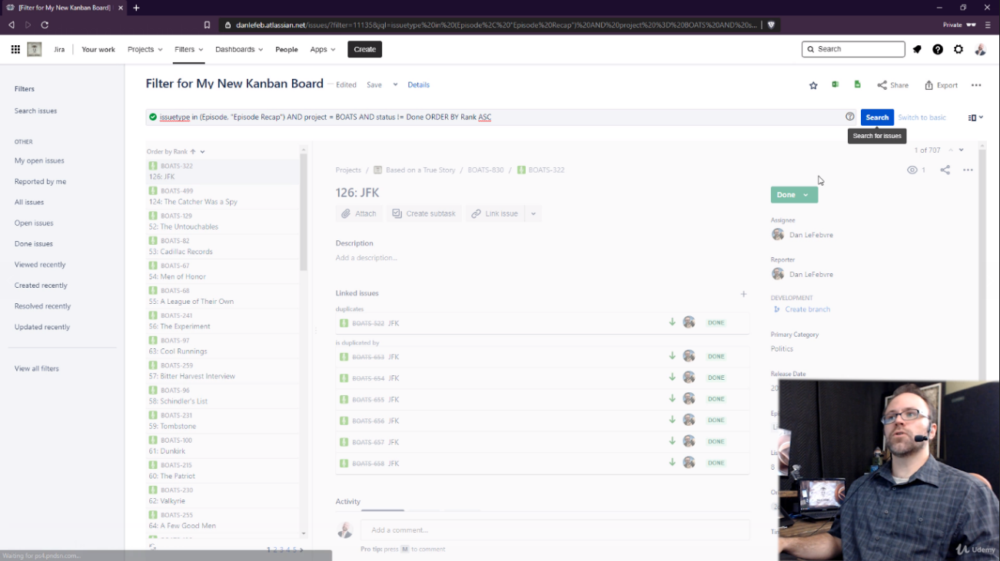 [Filter for My New Kanban Board]
danlefeb.atlassian.net/issues/?filter=11135&jql=issuetype%20in%20(Episode%2C%20"Episode%20Recap")%20AND%20project%20%3D%20BOATS%20AND%20s...
Private
Jira Your work Projects Filters Dashboards People Apps Create Search
Filters
Search issues
OTHER
My open issues
Reported by me
All issues
Open issues
Done issues
Viewed recently
Created recently
Resolved recently
Updated recently
View all filters
Filter for My New Kanban Board Edited Save Details
Share Export
issuetype in (Episode, "Episode Recap") AND project = BOATS AND status != Done ORDER BY Rank ASC
Search Switch to basic
Search for issues
Order by Rank
BOATS-322
126: JFK
BOATS-499
124: The Catcher Was a Spy
BOATS-129
52: The Untouchables
BOATS-82
53: Cadillac Records
BOATS-67
54: Men of Honor
BOATS-68
55: A League of Their Own
BOATS-241
56: The Experiment
BOATS-97
63: Cool Runnings
BOATS-259
57: Bitter Harvest Interview
BOATS-96
58: Schindler's List
BOATS-231
59: Tombstone
BOATS-100
61: Dunkirk
BOATS-215
60: The Patriot
BOATS-230
62: Valkyrie
BOATS-255
64: A Few Good Men
1 2 3 4 5
1 of 707
Projects / Based on a True Story / BOATS-830 / BOATS-322
1
126: JFK
Attach Create subtask Link issue
Description
Add a description...
Linked issues
duplicates
BOATS-522 JFK DONE
is duplicated by
BOATS-653 JFK DONE
BOATS-654 JFK DONE
BOATS-655 JFK DONE
BOATS-656 JFK DONE
BOATS-657 JFK DONE
BOATS-658 JFK DONE
Activity
Add a comment...
Pro tip: press M to comment
Done
Assignee
Dan LeFebvre
Reporter
Dan LeFebvre
DEVELOPMENT
Create branch
Primary Category
Politics
Release Date
Waiting for ps4.pndsn.com...
Udemy